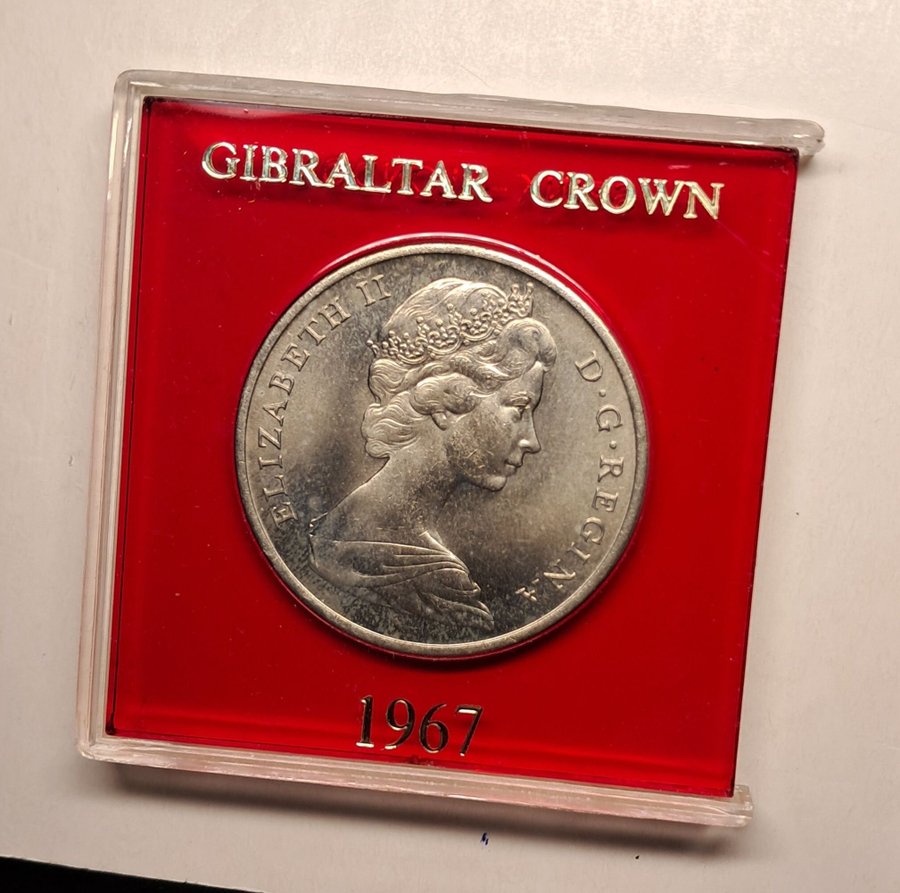 GIBRALTAR CROWN
ELIZABETH II
D·G·REGINA
1967